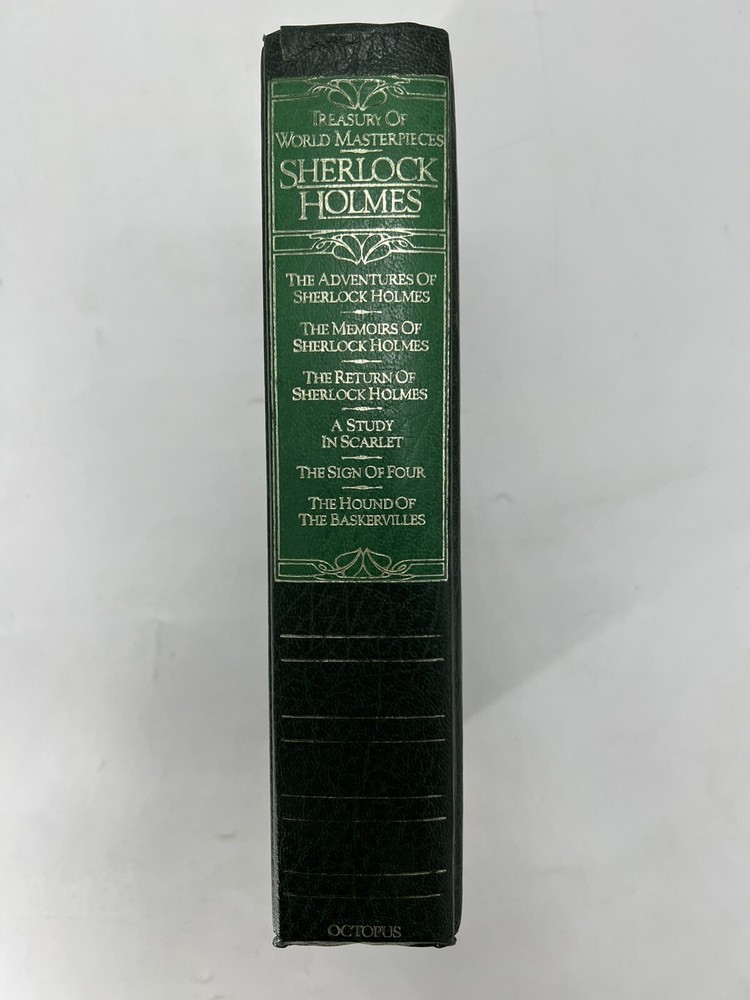 Treasury Of
World Masterpieces
Sherlock
Holmes
The Adventures Of
Sherlock Holmes
The Memoirs Of
Sherlock Holmes
The Return Of
Sherlock Holmes
A Study
In Scarlet
The Sign Of Four
The Hound Of
The Baskervilles
OCTOPUS